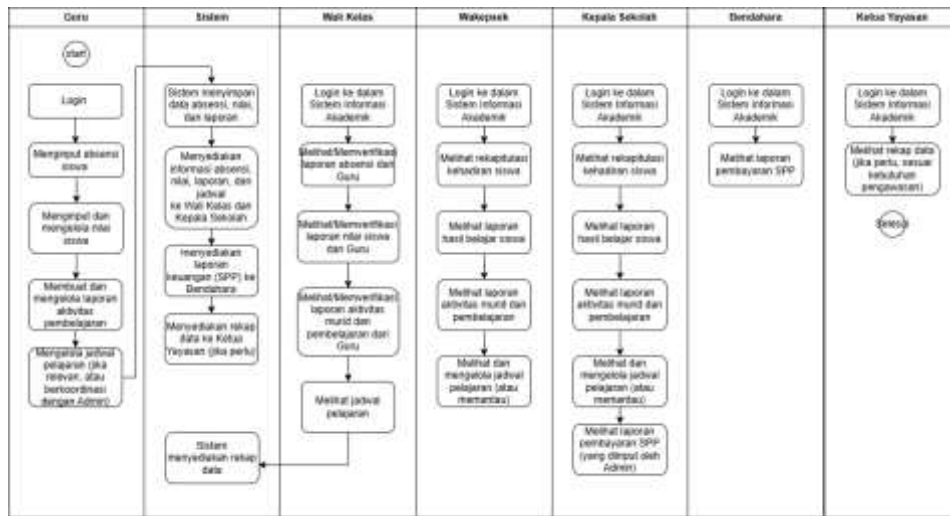 Guru
Sistem
Wali Kelas
Wakepsek
Kepala Sekolah
Bendahara
Ketua Yayasan
start
Login
Menginput absensi
siswa
Menginput dan
mengelola nilai
siswa
Membuat dan
mengelola laporan
aktivitas
pembelajaran
Mengelola jadwal
pelajaran (jika
relevan, atau
berkoordinasi
dengan Admin)
Sistem menyimpan
data absensi, nilai,
dan laporan
Menyediakan
informasi absensi,
nilai, laporan, dan
jadwal
ke Wali Kelas dan
Kepala Sekolah
menyediakan
laporan
keuangan (SPP) ke
Bendahara
Menyediakan rekap
data ke Ketua
Yayasan (jika perlu)
Sistem
menyediakan rekap
data
Login ke dalam
Sistem Informasi
Akademik
Melihat/Memverifikasi
laporan absensi dari
Guru
Melihat/Memverifikasi
laporan nilai siswa
dari Guru
Melihat/Memverifikasi
laporan aktivitas
murid dan
pembelajaran dari
Guru
Melihat jadwal
pelajaran
Login ke dalam
Sistem Informasi
Akademik
Melihat rekapitulasi
kehadiran siswa
Melihat laporan
hasil belajar siswa
Melihat laporan
aktivitas murid dan
pembelajaran
Melihat dan
mengelola jadwal
pelajaran (atau
memantau)
Login ke dalam
Sistem Informasi
Akademik
Melihat rekapitulasi
kehadiran siswa
Melihat laporan
hasil belajar siswa
Melihat laporan
aktivitas murid dan
pembelajaran
Melihat dan
mengelola jadwal
pelajaran (atau
memantau)
Melihat laporan
pembayaran SPP
(yang diinput oleh
Admin)
Login ke dalam
Sistem Informasi
Akademik
Melihat laporan
pembayaran SPP
Login ke dalam
Sistem Informasi
Akademik
Melihat rekap data
(jika perlu, sesuai
kebutuhan
pengawasan)
Selesai